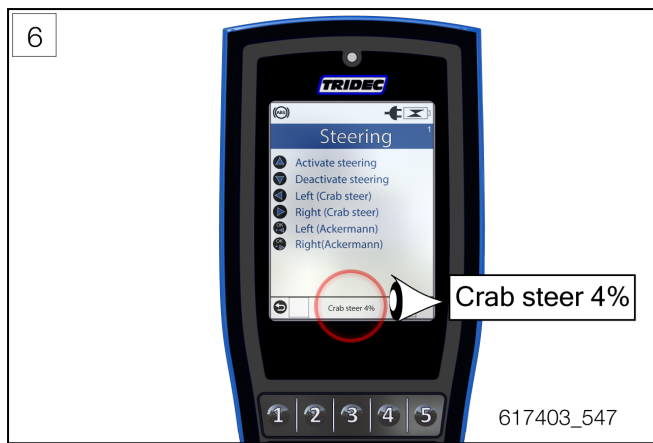 6
TRIDEC
ABS
Steering 1
Activate steering
Deactivate steering
Left (Crab steer)
Right (Crab steer)
Left (Ackermann)
Right(Ackermann)
Crab steer 4%
Crab steer 4%
1 2 3 4 5
617403_547